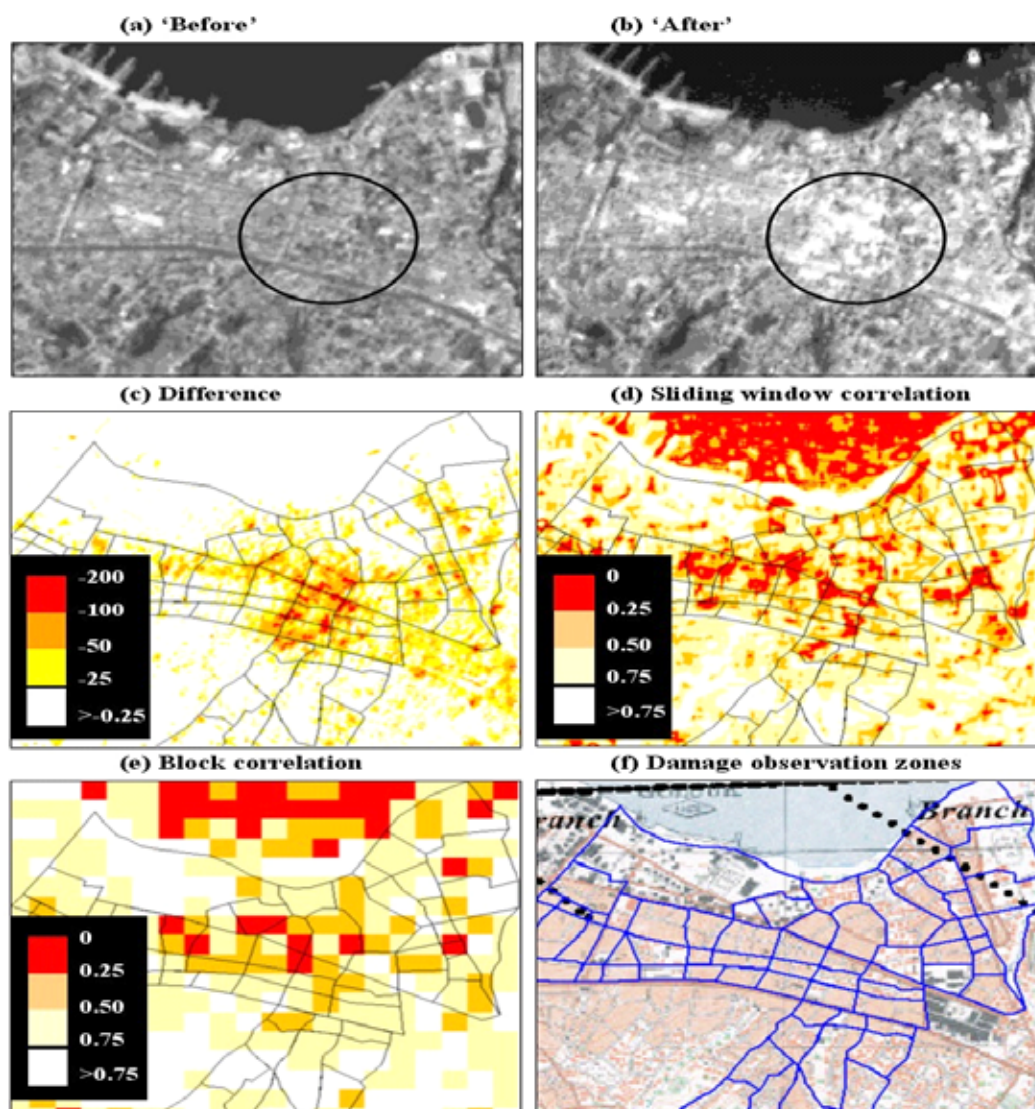 (a) ‘Before’
(b) ‘After’
(c) Difference
(d) Sliding window correlation
-200
-100
-50
-25
>-0.25
0
0.25
0.50
0.75
>0.75
(e) Block correlation
(f) Damage observation zones
0
0.25
0.50
0.75
>0.75
ranch
Branch